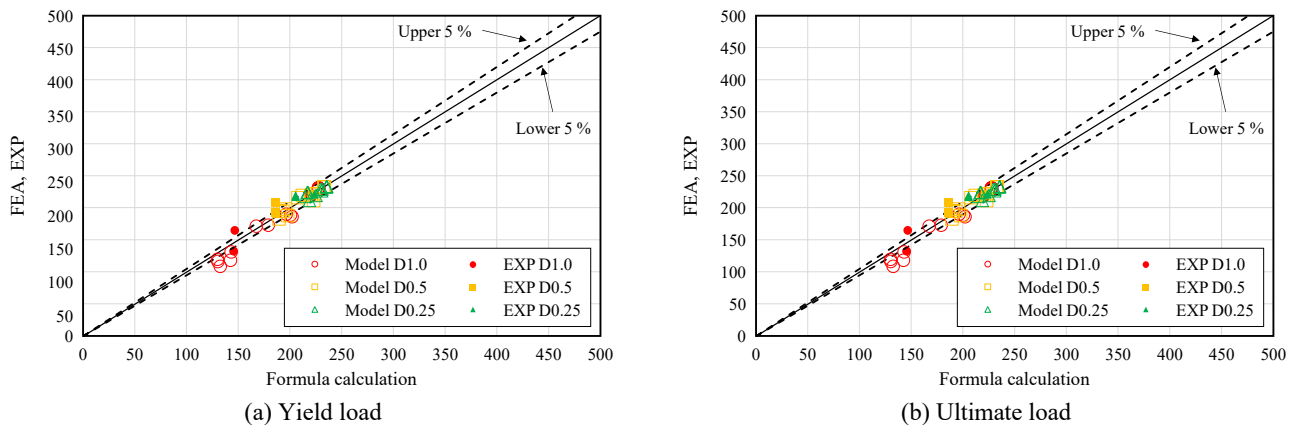 500
450
400
350
300
250
200
150
100
50
0
FEA, EXP
Upper 5 %
Lower 5 %
Model D1.0 EXP D1.0
Model D0.5 EXP D0.5
Model D0.25 EXP D0.25
0 50 100 150 200 250 300 350 400 450 500
Formula calculation
(a) Yield load
500
450
400
350
300
250
200
150
100
50
0
FEA, EXP
Upper 5 %
Lower 5 %
Model D1.0 EXP D1.0
Model D0.5 EXP D0.5
Model D0.25 EXP D0.25
0 50 100 150 200 250 300 350 400 450 500
Formula calculation
(b) Ultimate load